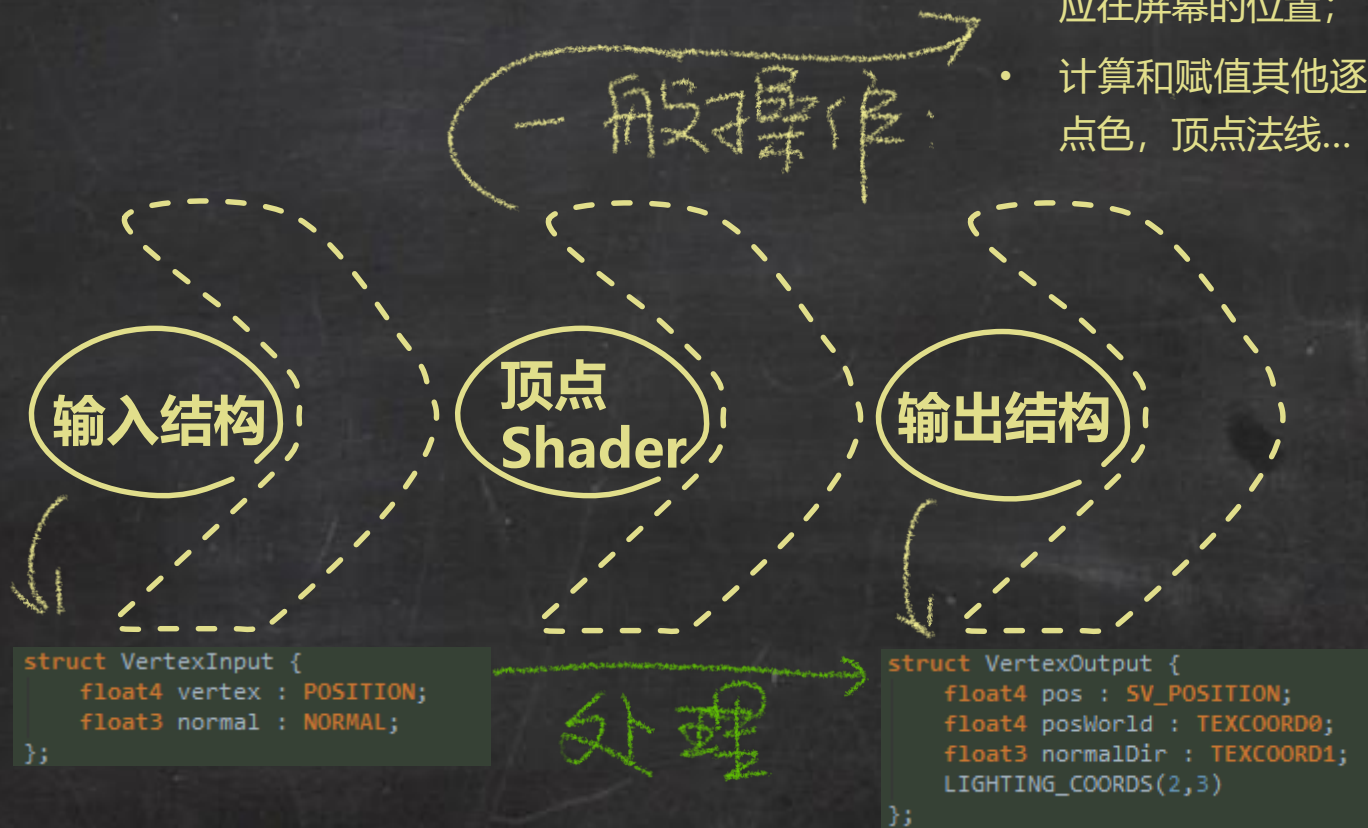 应在屏幕的位置；
• 计算和赋值其他逐
点色，顶点法线...
一般操作：
输入结构
顶点
Shader
输出结构
struct VertexInput {
float4 vertex : POSITION;
float3 normal : NORMAL;
};
处理
struct VertexOutput {
float4 pos : SV_POSITION;
float4 posWorld : TEXCOORD0;
float3 normalDir : TEXCOORD1;
LIGHTING_COORDS(2,3)
};